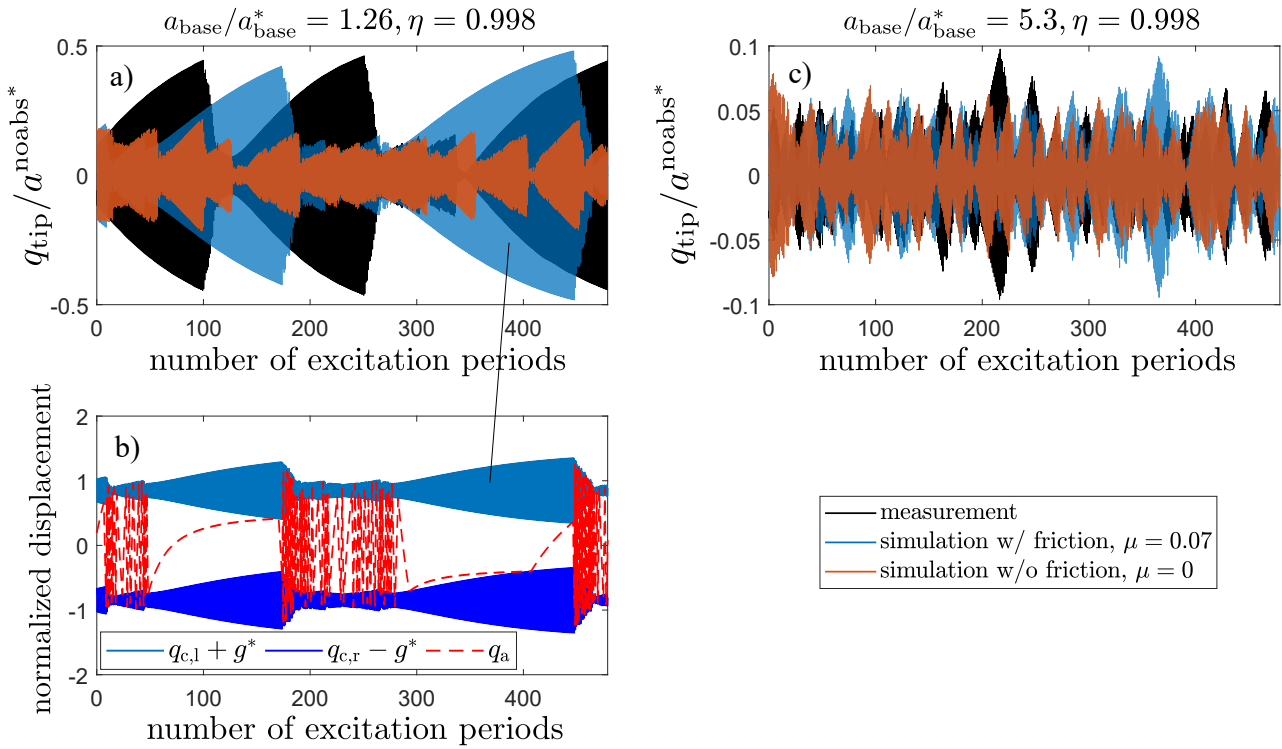 a_base/a*_base = 1.26, η = 0.998
a)
0.5
0
-0.5
q_tip/a^noabs*
0 100 200 300 400
number of excitation periods
a_base/a*_base = 5.3, η = 0.998
c)
0.1
0.05
0
-0.05
-0.1
q_tip/a^noabs*
0 100 200 300 400
number of excitation periods
b)
2
1
0
-1
-2
normalized displacement
q_c,l + g* q_c,r − g* q_a
0 100 200 300 400
number of excitation periods
measurement
simulation w/ friction, μ = 0.07
simulation w/o friction, μ = 0